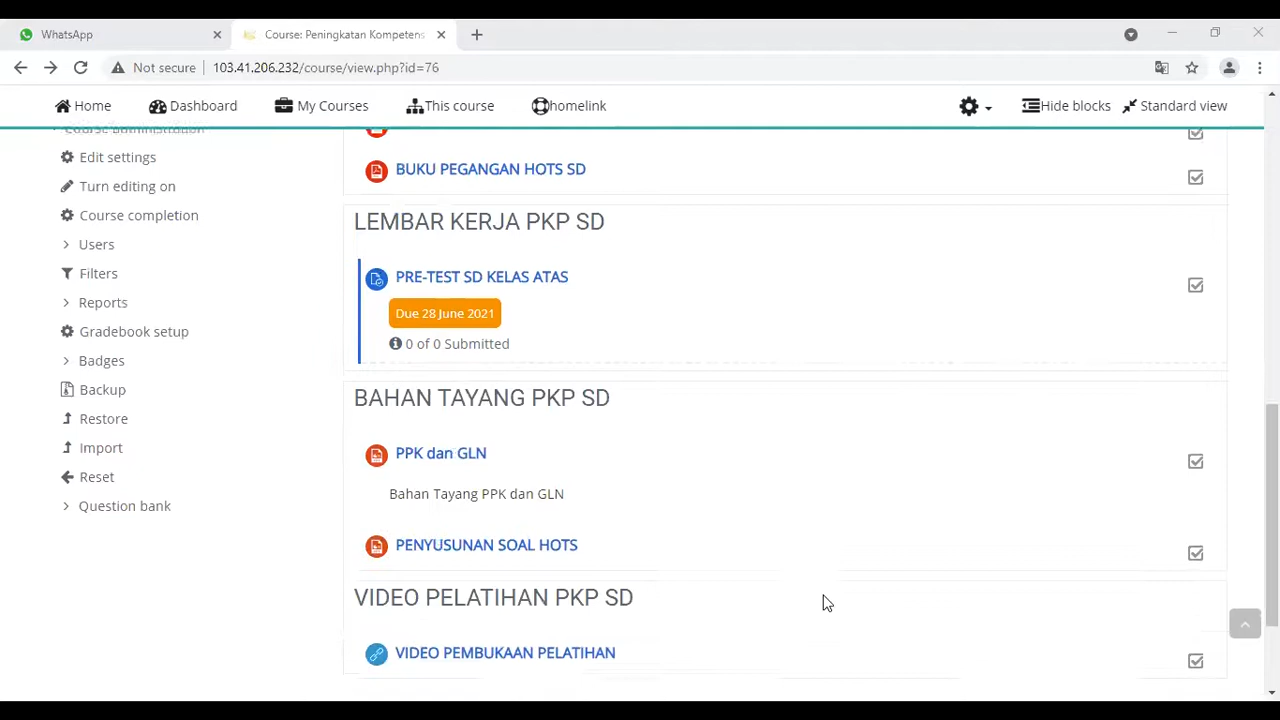 WhatsApp
Course: Peningkatan Kompetens
Not secure
103.41.206.232/course/view.php?id=76
Home
Dashboard
My Courses
This course
homelink
Hide blocks
Standard view
Course administration
Edit settings
Turn editing on
Course completion
Users
Filters
Reports
Gradebook setup
Badges
Backup
Restore
Import
Reset
Question bank
BUKU PEGANGAN HOTS SD
LEMBAR KERJA PKP SD
PRE-TEST SD KELAS ATAS
Due 28 June 2021
0 of 0 Submitted
BAHAN TAYANG PKP SD
PPK dan GLN
Bahan Tayang PPK dan GLN
PENYUSUNAN SOAL HOTS
VIDEO PELATIHAN PKP SD
VIDEO PEMBUKAAN PELATIHAN